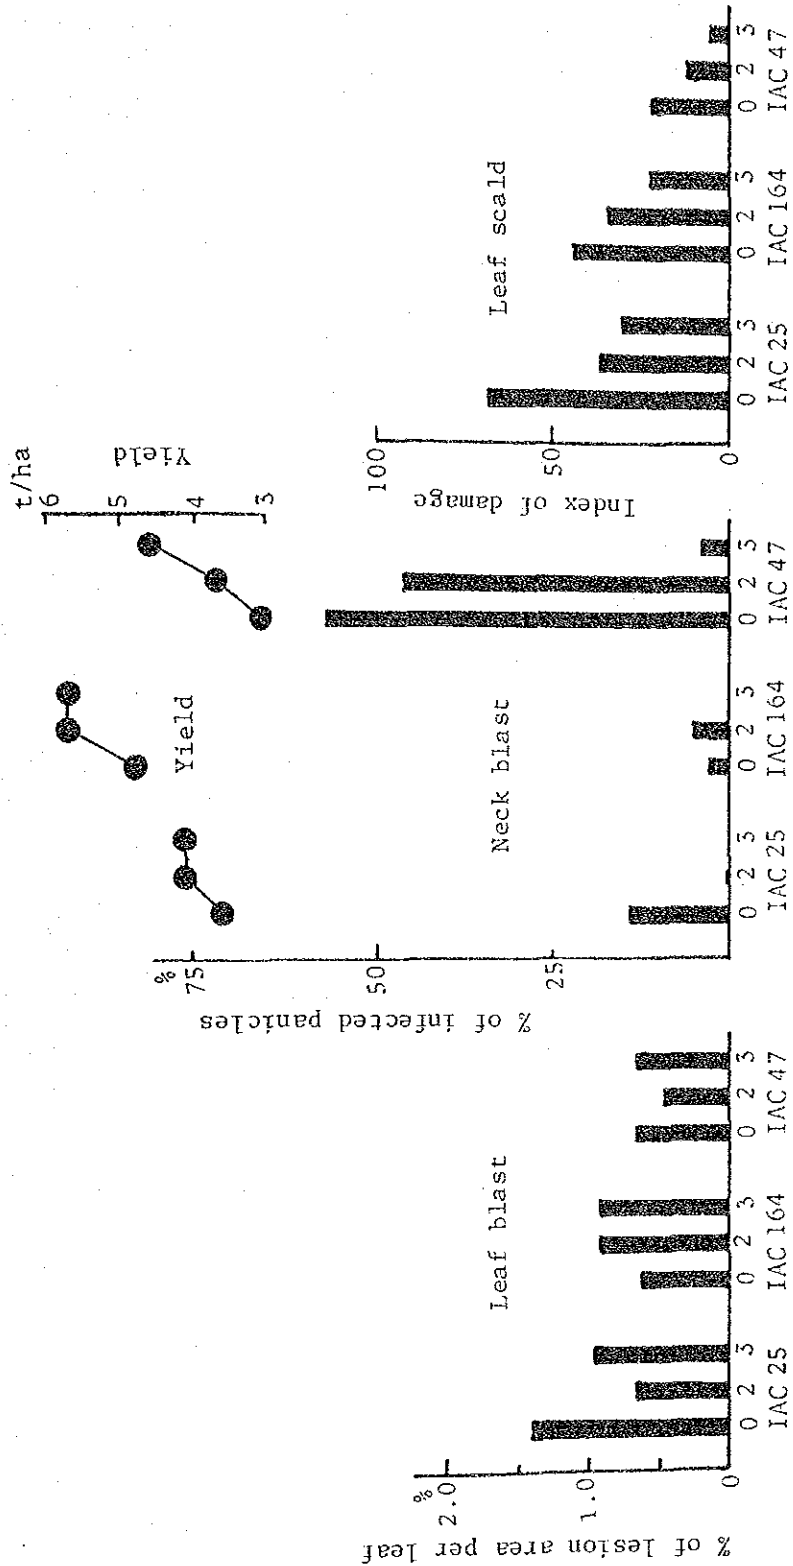 % of lesion area per leaf
%
2.0
1.0
0
Leaf blast
0 2 3 0 2 3 0 2 3
IAC 25 IAC 164 IAC 47
% of infected panicles
%
75
50
25
Yield
Neck blast
0 2 3 0 2 3 0 2 3
IAC 25 IAC 164 IAC 47
t/ha
6
5
4
3
Yield
Index of damage
100
50
0
Leaf scald
0 2 3 0 2 3 0 2 3
IAC 25 IAC 164 IAC 47